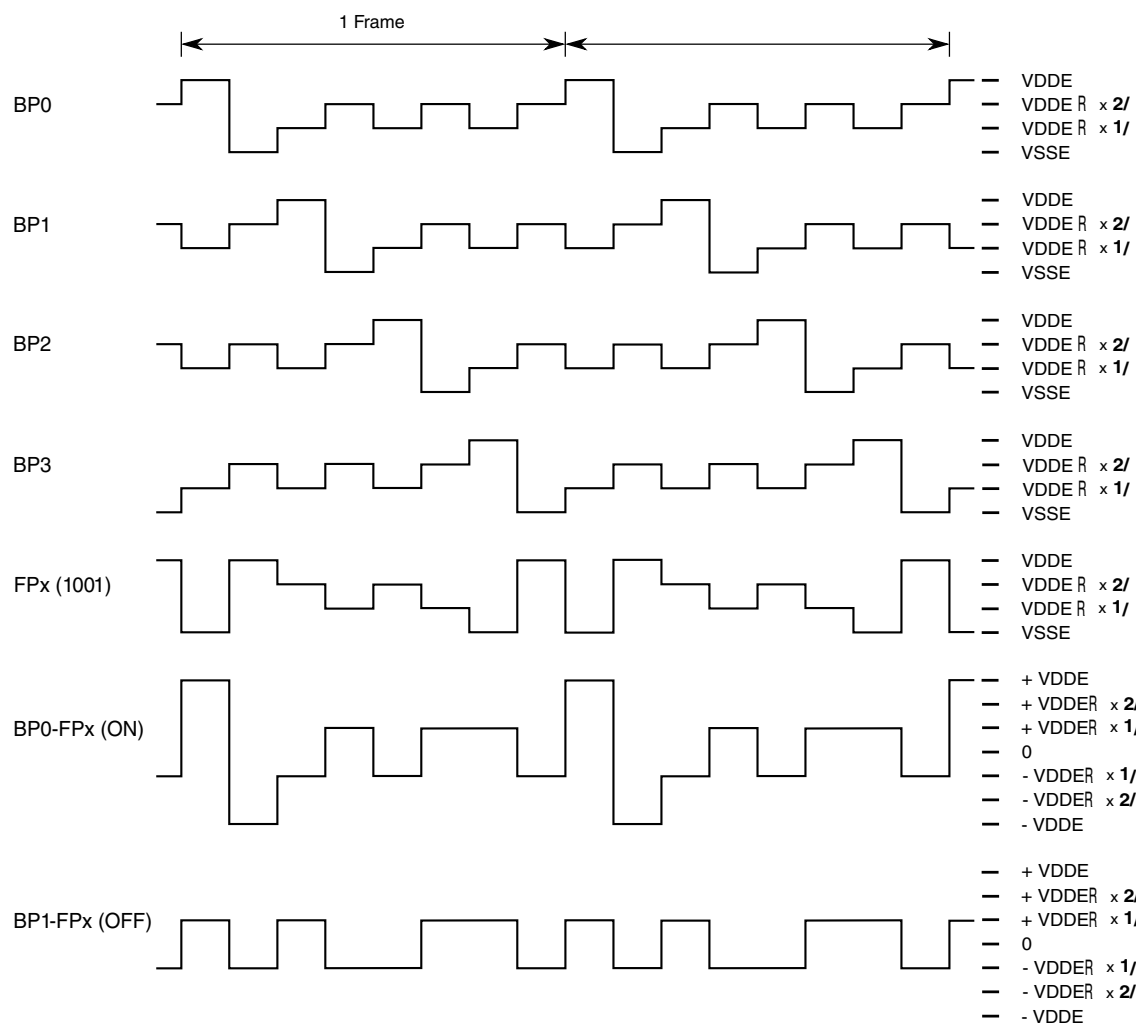 1 Frame
BP0
VDDE
VDDE R x 2/
VDDE R x 1/
VSSE
BP1
VDDE
VDDE R x 2/
VDDE R x 1/
VSSE
BP2
VDDE
VDDE R x 2/
VDDE R x 1/
VSSE
BP3
VDDE
VDDE R x 2/
VDDE R x 1/
VSSE
FPx (1001)
VDDE
VDDE R x 2/
VDDE R x 1/
VSSE
BP0-FPx (ON)
+ VDDE
+ VDDER x 2/
+ VDDER x 1/
0
- VDDER x 1/
- VDDER x 2/
- VDDE
BP1-FPx (OFF)
+ VDDE
+ VDDER x 2/
+ VDDER x 1/
0
- VDDER x 1/
- VDDER x 2/
- VDDE